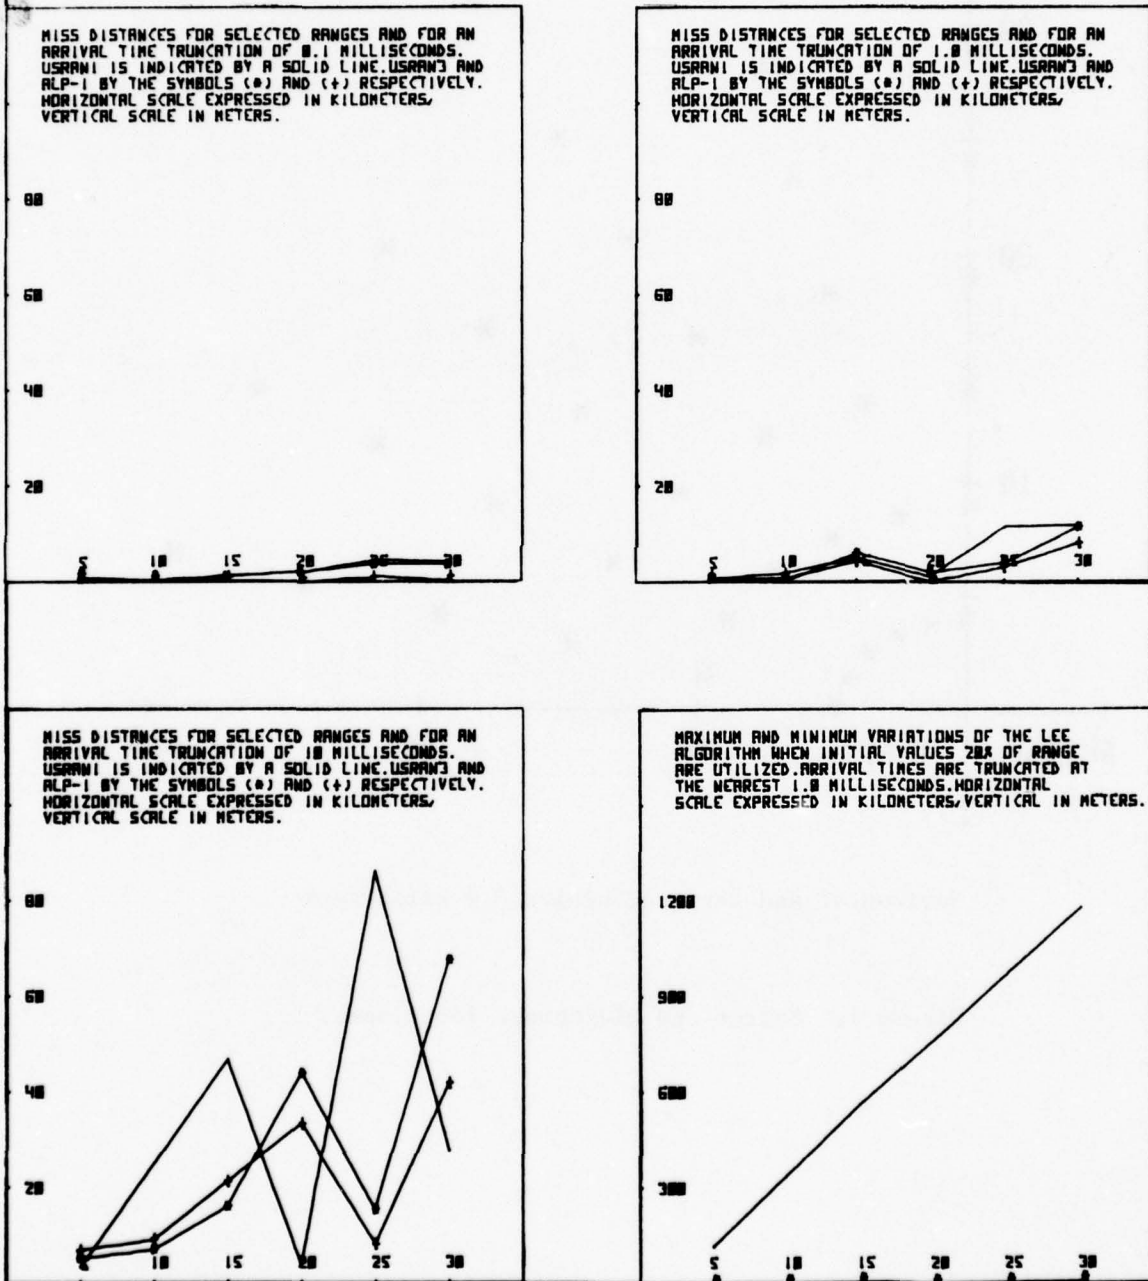 MISS DISTANCES FOR SELECTED RANGES AND FOR AN
ARRIVAL TIME TRUNCATION OF 0.1 MILLISECONDS.
USRAN1 IS INDICATED BY A SOLID LINE.USRAN3 AND
ALP-1 BY THE SYMBOLS (*) AND (+) RESPECTIVELY.
HORIZONTAL SCALE EXPRESSED IN KILOMETERS,
VERTICAL SCALE IN METERS.
80
60
40
20
5 10 15 20 25 30
MISS DISTANCES FOR SELECTED RANGES AND FOR AN
ARRIVAL TIME TRUNCATION OF 1.0 MILLISECONDS.
USRAN1 IS INDICATED BY A SOLID LINE.USRAN3 AND
ALP-1 BY THE SYMBOLS (*) AND (+) RESPECTIVELY.
HORIZONTAL SCALE EXPRESSED IN KILOMETERS,
VERTICAL SCALE IN METERS.
80
60
40
20
5 10 15 20 25 30
MISS DISTANCES FOR SELECTED RANGES AND FOR AN
ARRIVAL TIME TRUNCATION OF 10 MILLISECONDS.
USRAN1 IS INDICATED BY A SOLID LINE.USRAN3 AND
ALP-1 BY THE SYMBOLS (*) AND (+) RESPECTIVELY.
HORIZONTAL SCALE EXPRESSED IN KILOMETERS,
VERTICAL SCALE IN METERS.
80
60
40
20
5 10 15 20 25 30
MAXIMUM AND MINIMUM VARIATIONS OF THE LEE
ALGORITHM WHEN INITIAL VALUES 20% OF RANGE
ARE UTILIZED.ARRIVAL TIMES ARE TRUNCATED AT
THE NEAREST 1.0 MILLISECONDS.HORIZONTAL
SCALE EXPRESSED IN KILOMETERS,VERTICAL IN METERS.
1200
900
600
300
5 10 15 20 25 30